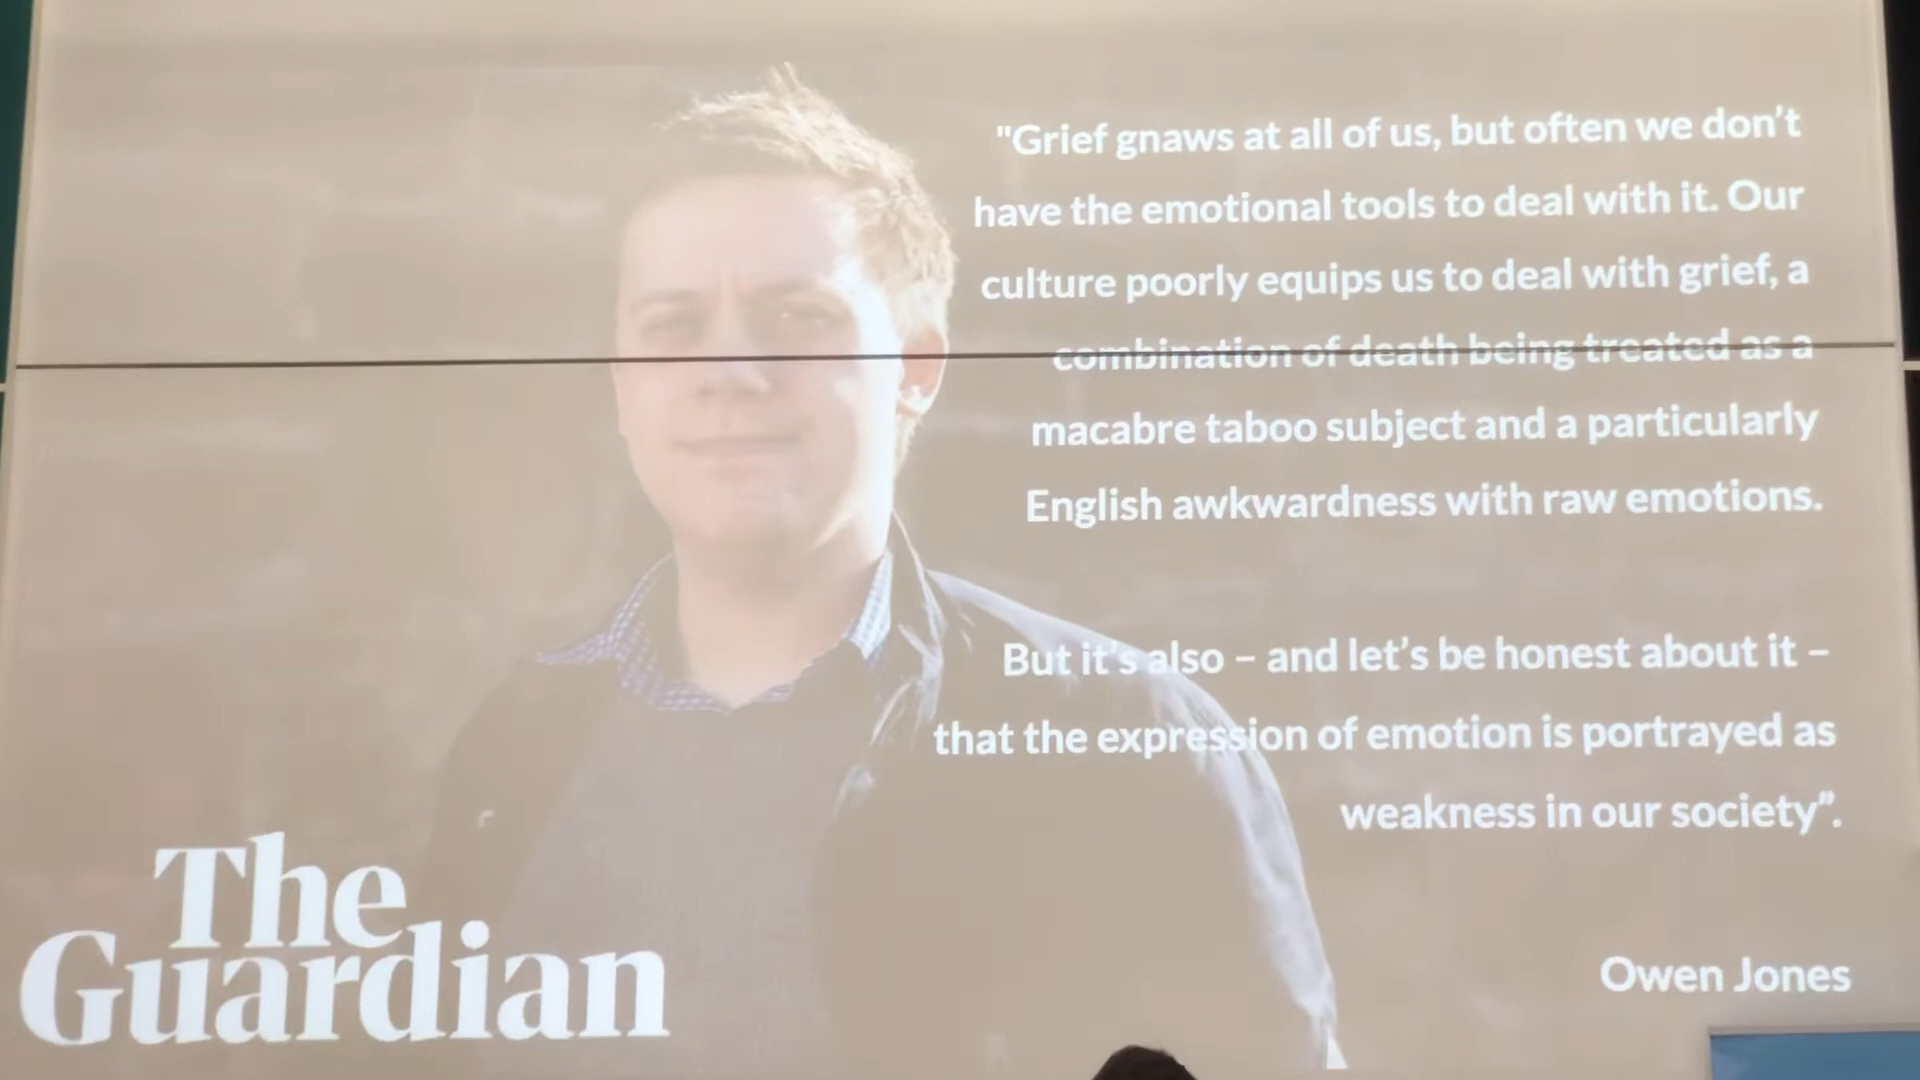 "Grief gnaws at all of us, but often we don’t
have the emotional tools to deal with it. Our
culture poorly equips us to deal with grief, a
combination of death being treated as a
macabre taboo subject and a particularly
English awkwardness with raw emotions.
But it’s also – and let’s be honest about it –
that the expression of emotion is portrayed as
weakness in our society”.
Owen Jones
The
Guardian